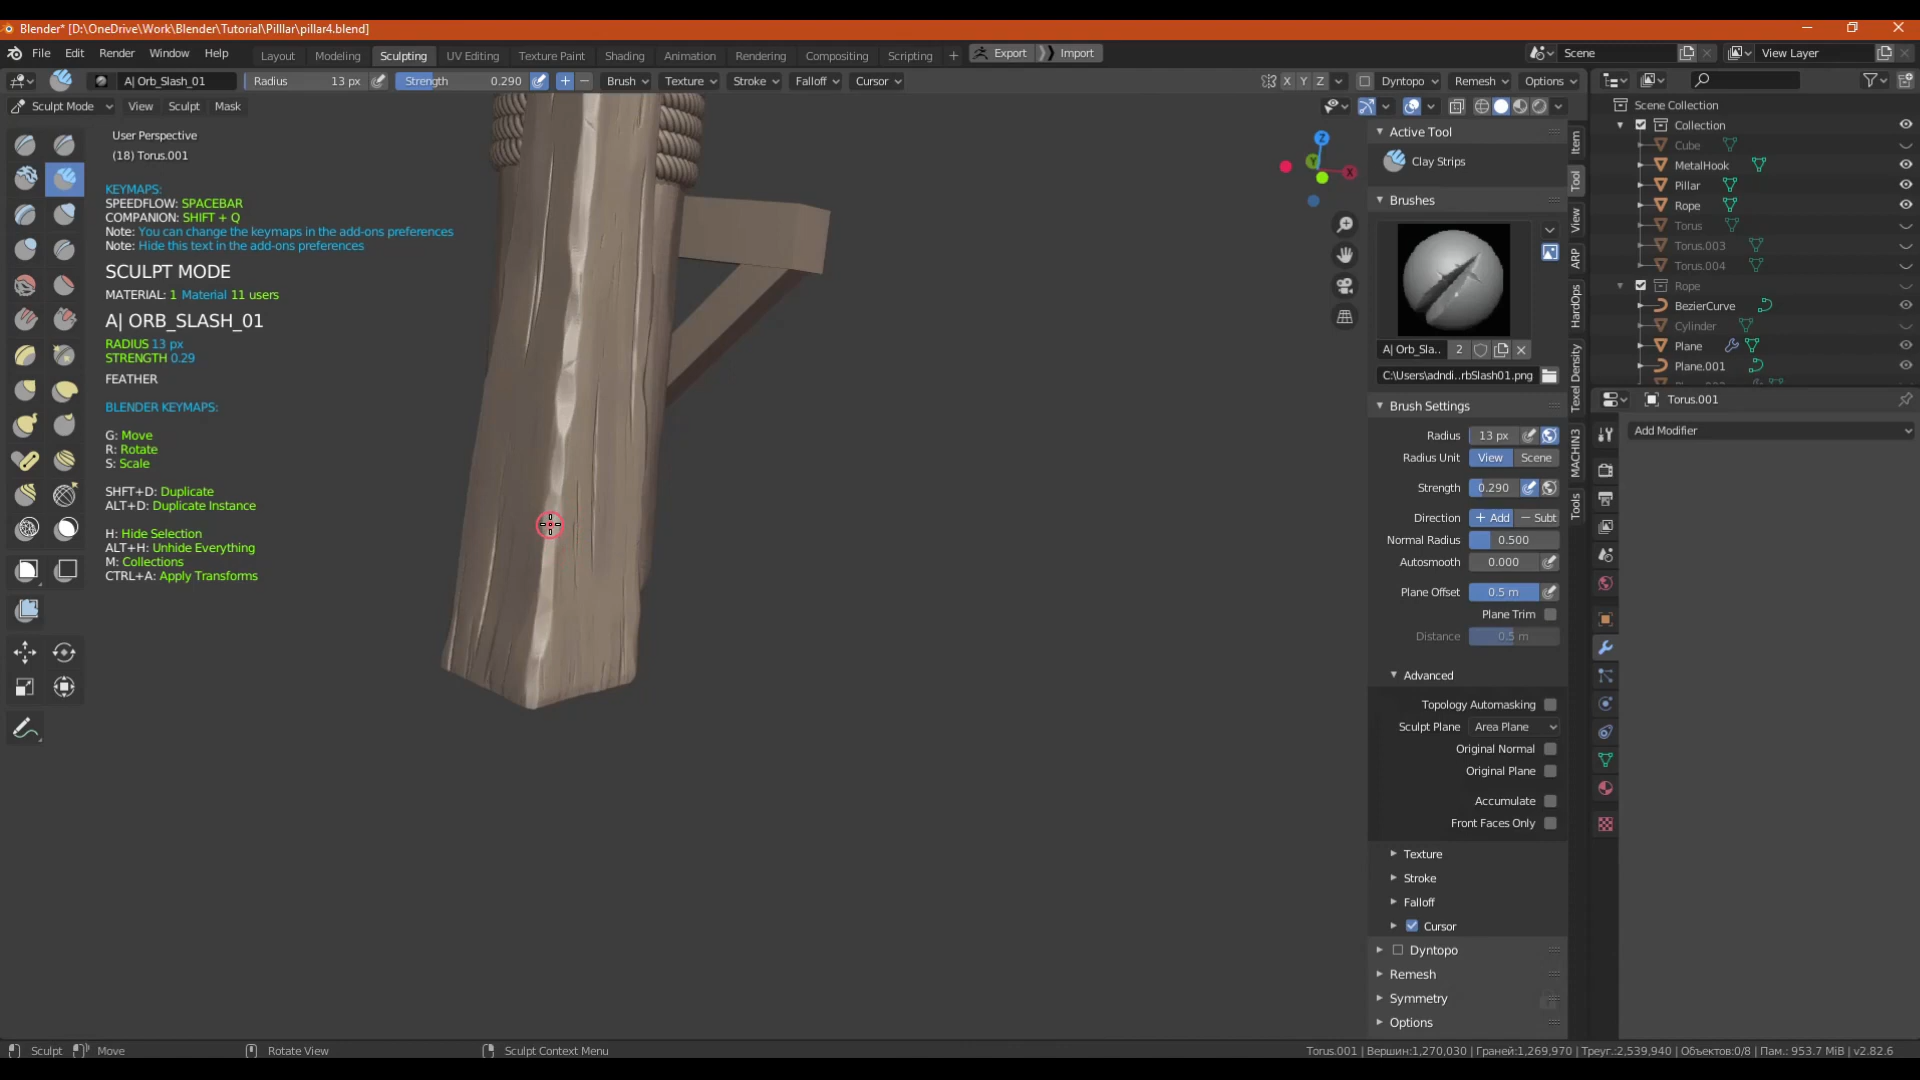 Blender* [D:\OneDrive\Work\Blender\Tutorial\Pilllar\pillar4.blend]
File Edit Render Window Help
Layout Modeling Sculpting UV Editing Texture Paint Shading Animation Rendering Compositing Scripting + Export Import
Scene View Layer
A| Orb_Slash_01 Radius 13 px Strength 0.290 + − Brush Texture Stroke Falloff Cursor X Y Z Dyntopo Remesh Options
Sculpt Mode View Sculpt Mask
User Perspective
(18) Torus.001
KEYMAPS:
SPEEDFLOW: SPACEBAR
COMPANION: SHIFT + Q
Note: You can change the keymaps in the add-ons preferences
Note: Hide this text in the add-ons preferences
SCULPT MODE
MATERIAL: 1 Material 11 users
A| ORB_SLASH_01
RADIUS 13 px
STRENGTH 0.29
FEATHER
BLENDER KEYMAPS:
G: Move
R: Rotate
S: Scale
SHFT+D: Duplicate
ALT+D: Duplicate Instance
H: Hide Selection
ALT+H: Unhide Everything
M: Collections
CTRL+A: Apply Transforms
Z
Y
X
Active Tool
Clay Strips
Brushes
A| Orb_Sla.. 2
C:\Users\adndi..rbSlash01.png
Brush Settings
Radius 13 px
Radius Unit View Scene
Strength 0.290
Direction + Add − Subt
Normal Radius 0.500
Autosmooth 0.000
Plane Offset 0.5 m
Plane Trim
Distance 0.5 m
Advanced
Topology Automasking
Sculpt Plane Area Plane
Original Normal
Original Plane
Accumulate
Front Faces Only
Texture
Stroke
Falloff
Cursor
Dyntopo
Remesh
Symmetry
Options
Item
Tool
View
ARP
HardOps
Texel Density
MACHIN3
Tools
Scene Collection
Collection
Cube
MetalHook
Pillar
Rope
Torus
Torus.003
Torus.004
Rope
BezierCurve
Cylinder
Plane
Plane.001
Torus.001
Add Modifier
Sculpt Move Rotate View Sculpt Context Menu
Torus.001 | Вершин:1,270,030 | Граней:1,269,970 | Треуг.:2,539,940 | Объектов:0/8 | Пам.: 953.7 MiB | v2.82.6